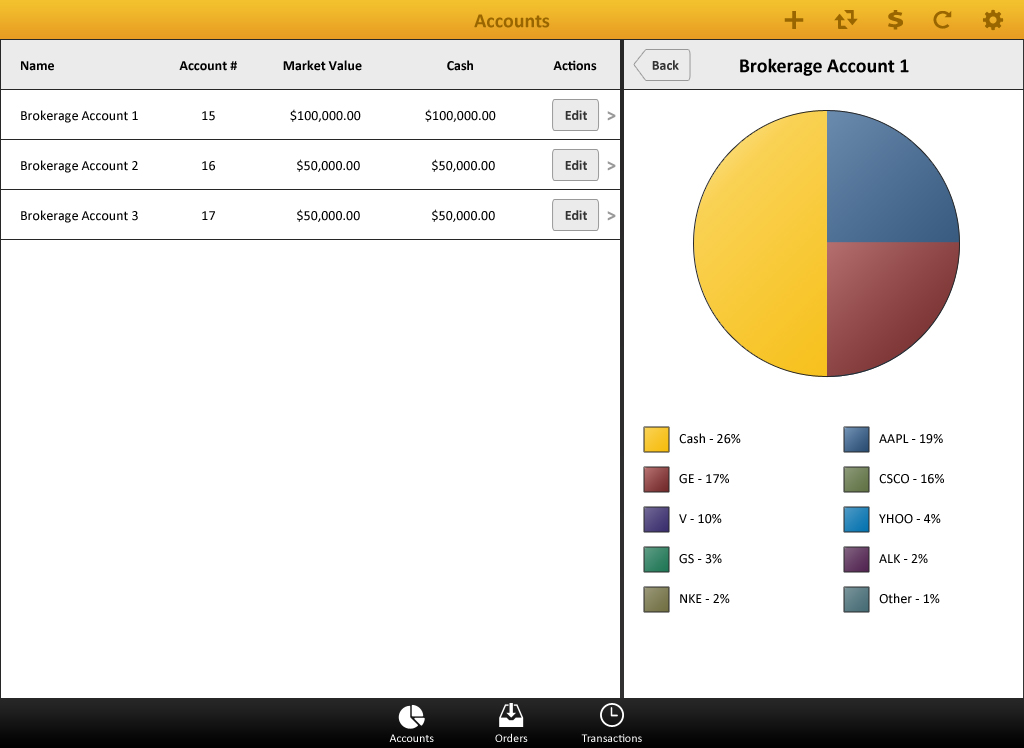 Accounts
Name Account # Market Value Cash Actions
Brokerage Account 1 15 $100,000.00 $100,000.00 Edit >
Brokerage Account 2 16 $50,000.00 $50,000.00 Edit >
Brokerage Account 3 17 $50,000.00 $50,000.00 Edit >
Back Brokerage Account 1
Cash - 26% AAPL - 19%
GE - 17% CSCO - 16%
V - 10% YHOO - 4%
GS - 3% ALK - 2%
NKE - 2% Other - 1%
Accounts Orders Transactions